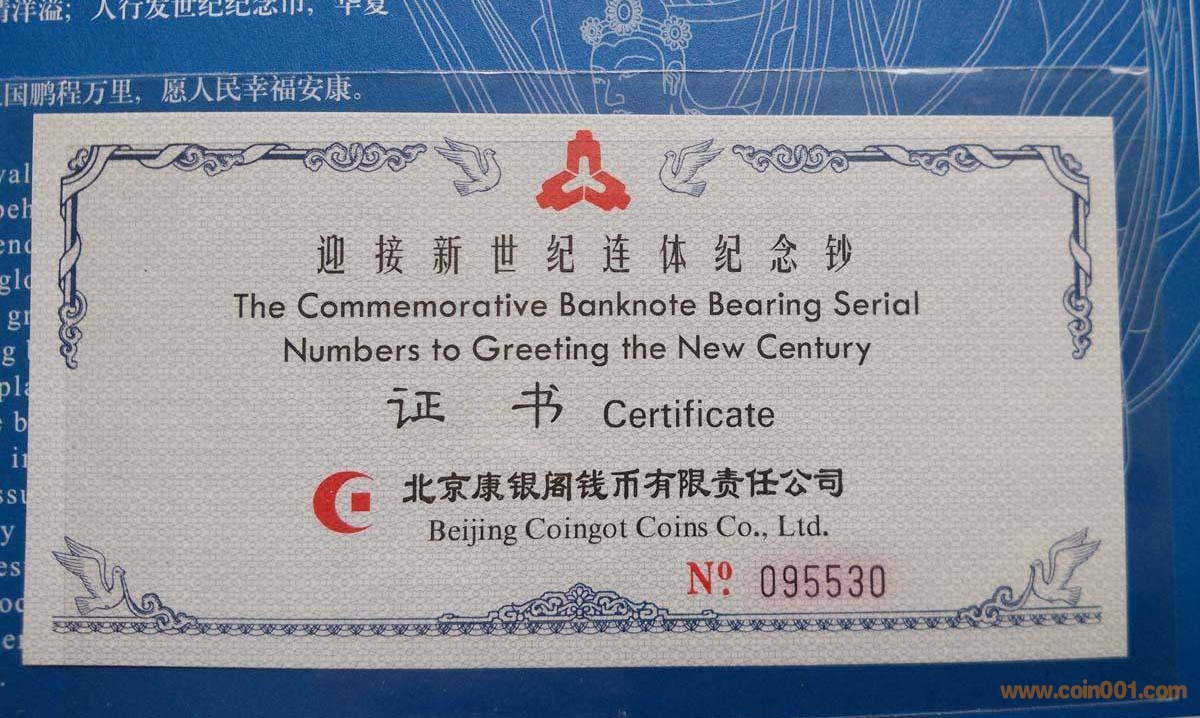 情洋溢；人行发世纪纪念币，华夏
国鹏程万里，愿人民幸福安康。
迎接新世纪连体纪念钞
The Commemorative Banknote Bearing Serial
Numbers to Greeting the New Century
证 书 Certificate
北京康银阁钱币有限责任公司
Beijing Coingot Coins Co., Ltd.
Nº 095530
www.coin001.com